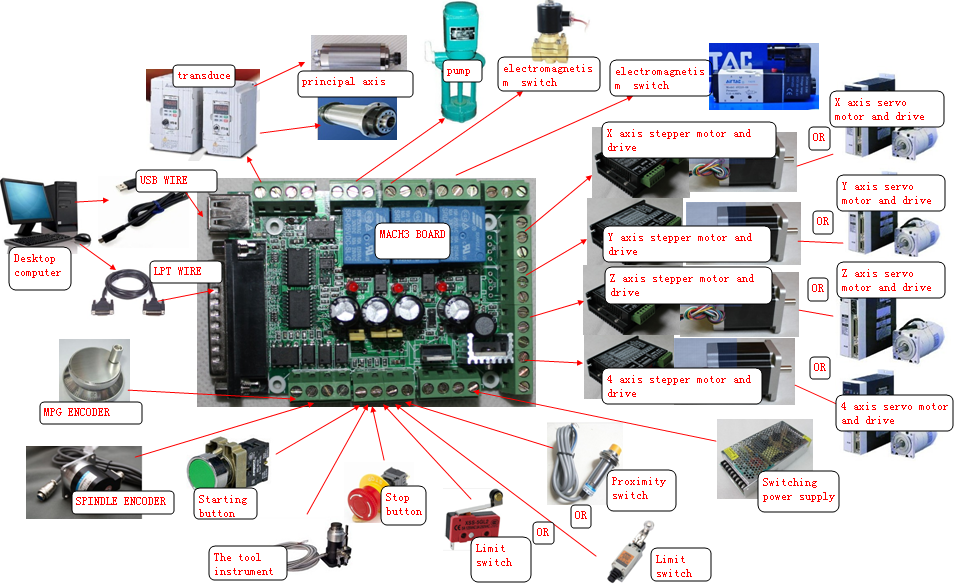 transduce
principal axis
pump
electromagnetis
m switch
electromagnetis
m switch
TAC
AIRTAC
X axis servo
motor and drive
OR
X axis stepper motor and
drive
USB WIRE
MACH3 BOARD
Y axis servo
motor and drive
OR
Y axis stepper motor and
drive
Desktop
computer
LPT WIRE
Z axis servo
motor and drive
OR
Z axis stepper motor and
drive
OR
4 axis stepper motor and
drive
4 axis servo motor
and drive
MPG ENCODER
SPINDLE ENCODER
Starting
button
Stop
button
Proximity
switch
OR
Switching
power supply
The tool
instrument
Limit
switch
OR
Limit
switch